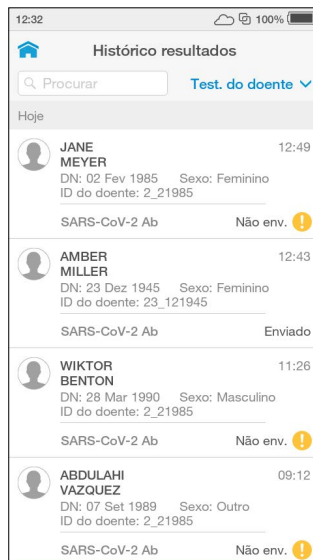 12:32 100%
Histórico resultados
Procurar Test. do doente
Hoje
JANE 12:49
MEYER
DN: 02 Fev 1985 Sexo: Feminino
ID do doente: 2_21985
SARS-CoV-2 Ab Não env.
AMBER 12:43
MILLER
DN: 23 Dez 1945 Sexo: Feminino
ID do doente: 23_121945
SARS-CoV-2 Ab Enviado
WIKTOR 11:26
BENTON
DN: 28 Mar 1990 Sexo: Masculino
ID do doente: 2_21985
SARS-CoV-2 Ab Não env.
ABDULAHI 09:12
VAZQUEZ
DN: 07 Set 1989 Sexo: Outro
ID do doente: 2_21985
SARS-CoV-2 Ab Não env.